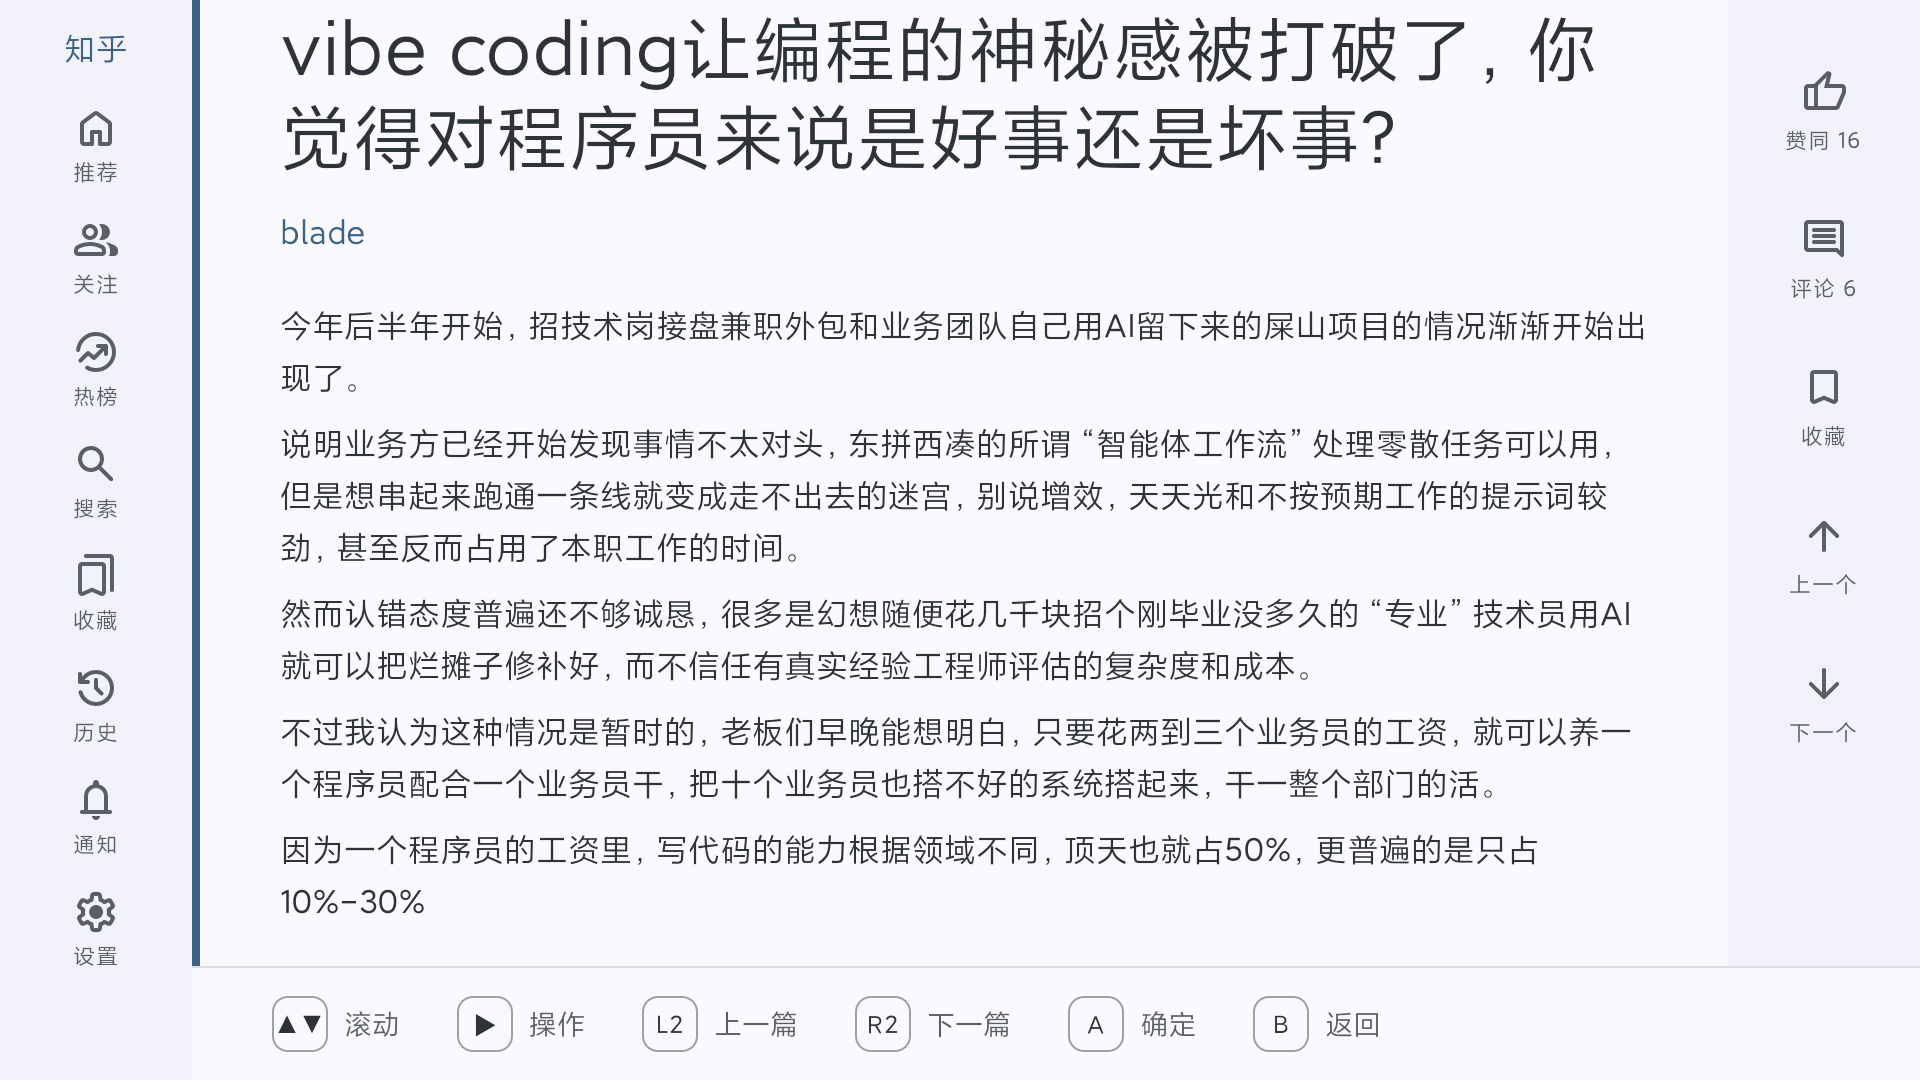 知乎
推荐
关注
热榜
搜索
收藏
历史
通知
设置
vibe coding让编程的神秘感被打破了，你
觉得对程序员来说是好事还是坏事?
blade
今年后半年开始，招技术岗接盘兼职外包和业务团队自己用AI留下来的屎山项目的情况渐渐开始出
现了。
说明业务方已经开始发现事情不太对头，东拼西凑的所谓“智能体工作流”处理零散任务可以用，
但是想串起来跑通一条线就变成走不出去的迷宫，别说增效，天天光和不按预期工作的提示词较
劲，甚至反而占用了本职工作的时间。
然而认错态度普遍还不够诚恳，很多是幻想随便花几千块招个刚毕业没多久的“专业”技术员用AI
就可以把烂摊子修补好，而不信任有真实经验工程师评估的复杂度和成本。
不过我认为这种情况是暂时的，老板们早晚能想明白，只要花两到三个业务员的工资，就可以养一
个程序员配合一个业务员干，把十个业务员也搭不好的系统搭起来，干一整个部门的活。
因为一个程序员的工资里，写代码的能力根据领域不同，顶天也就占50%，更普遍的是只占
10%-30%
赞同 16
评论 6
收藏
上一个
下一个
▲▼ 滚动 ▶ 操作 L2 上一篇 R2 下一篇 A 确定 B 返回